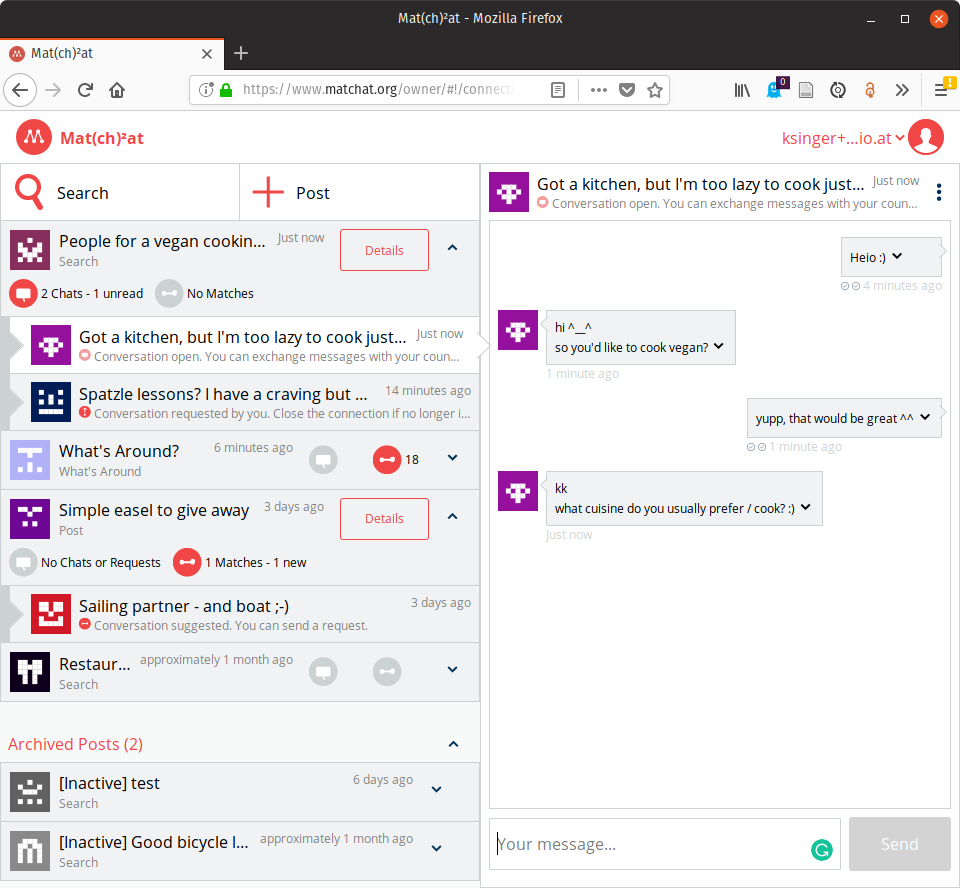 Mat(ch)²at - Mozilla Firefox
Mat(ch)²at
https://www.matchat.org/owner/#!/connect
0
Mat(ch)²at
ksinger+...io.at
Search
Post
People for a vegan cookin...
Just now
Details
Search
2 Chats - 1 unread
No Matches
Got a kitchen, but I'm too lazy to cook just...
Just now
Conversation open. You can exchange messages with your coun...
Spatzle lessons? I have a craving but ...
14 minutes ago
Conversation requested by you. Close the connection if no longer i...
What's Around?
6 minutes ago
18
What's Around
Simple easel to give away
3 days ago
Details
Post
No Chats or Requests
1 Matches - 1 new
Sailing partner - and boat ;-)
3 days ago
Conversation suggested. You can send a request.
Restaur...
approximately 1 month ago
Search
Archived Posts (2)
[Inactive] test
6 days ago
Search
[Inactive] Good bicycle l...
approximately 1 month ago
Search
Got a kitchen, but I'm too lazy to cook just...
Just now
Conversation open. You can exchange messages with your coun...
Heio :)
4 minutes ago
hi ^__^
so you'd like to cook vegan?
1 minute ago
yupp, that would be great ^^
1 minute ago
kk
what cuisine do you usually prefer / cook? :)
Just now
Your message...
Send